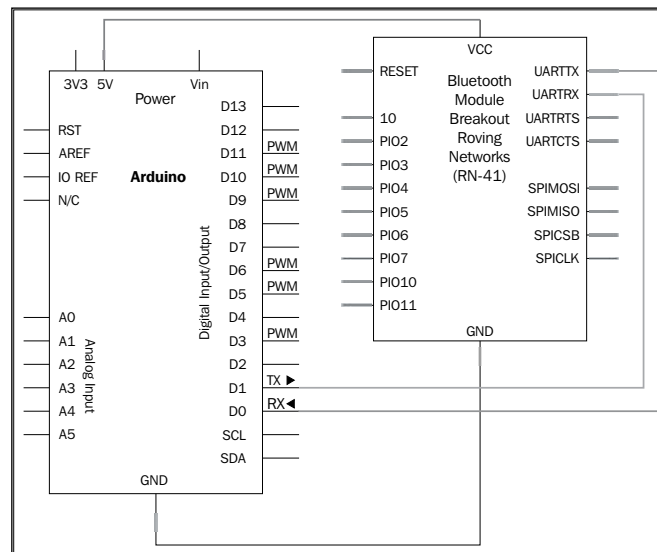 3V3 5V Vin
Power
Arduino
RST
AREF
IO REF
N/C
A0
A1
A2
A3
A4
A5
Analog Input
D13
D12
D11 PWM
D10 PWM
D9 PWM
D8
D7
D6 PWM
D5 PWM
D4
D3 PWM
D2
D1 TX ▶
D0 RX◀
SCL
SDA
Digital Input/Output
GND
VCC
Bluetooth
Module
Breakout
Roving
Networks
(RN-41)
RESET
10
PIO2
PIO3
PIO4
PIO5
PIO6
PIO7
PIO10
PIO11
UARTTX
UARTRX
UARTRTS
UARTCTS
SPIMOSI
SPIMISO
SPICSB
SPICLK
GND